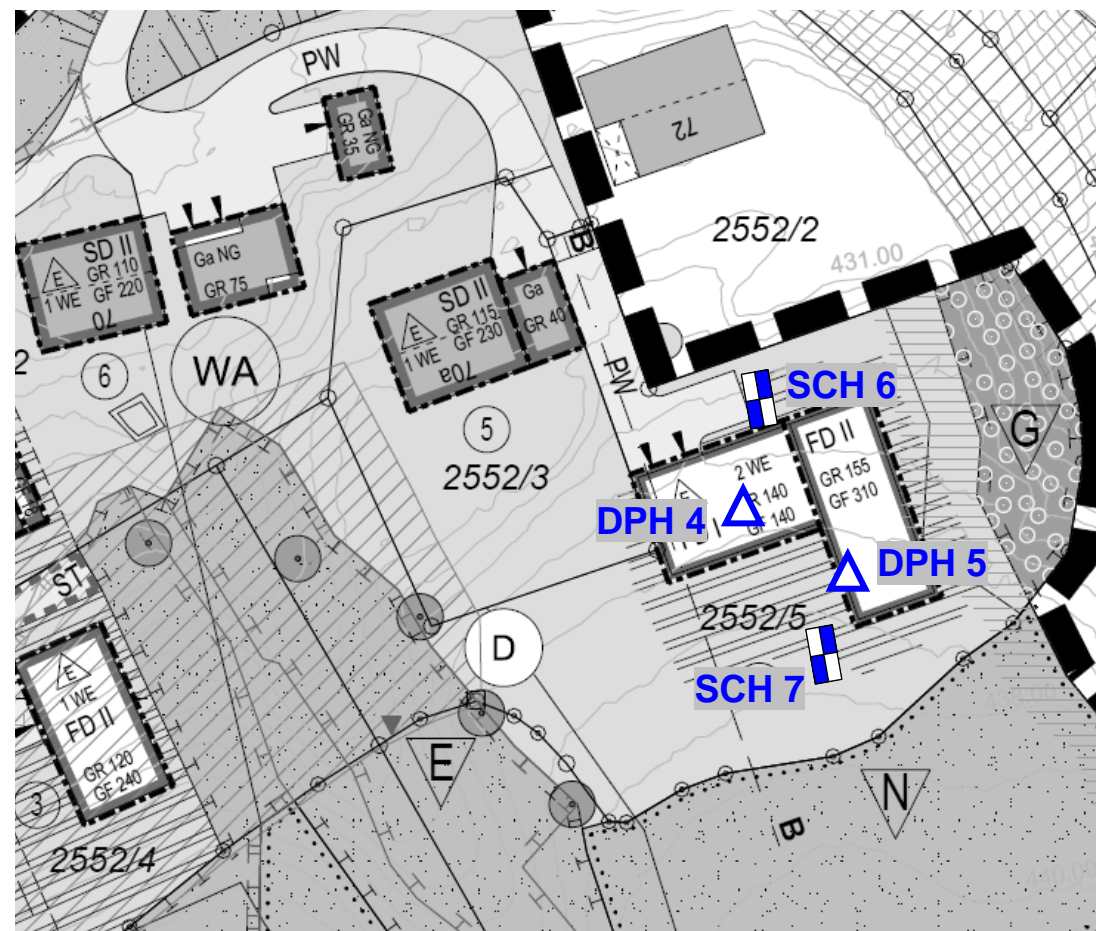 PW
Ga NG
GR 35
72
2552/2
431.00
B
SD II
E
GR 110
1 WE GF 220
70
Ga NG
GR 75
SD II
E
GR 115
1 WE GF 230
70a
Ga
GR 40
PW
2
6
WA
5
2552/3
SCH 6
G
2 WE
E
GR 140
GF 140
DPH 4
FD II
GR 155
GF 310
DPH 5
2552/5
SCH 7
ST
D
E
1 WE
FD II
GR 120
GF 240
3
2552/4
E
N
B
430.00
440.00